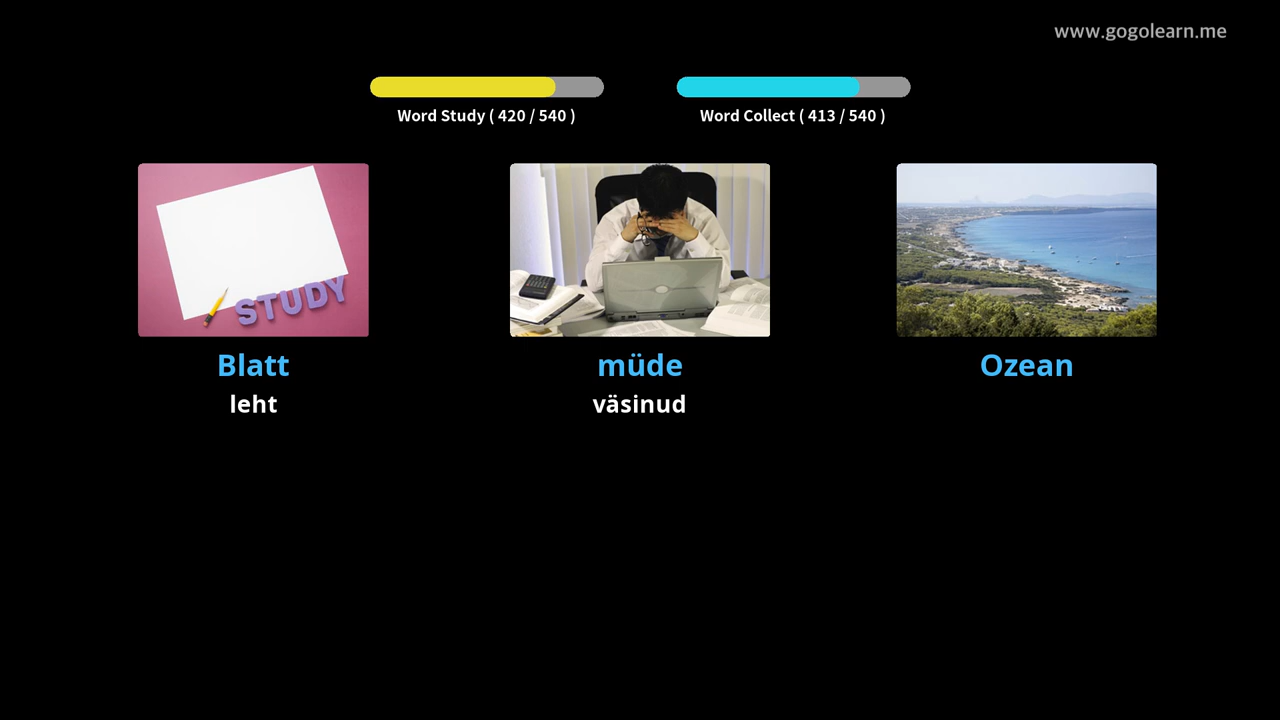 www.gogolearn.me
Word Study ( 420 / 540 )
Word Collect ( 413 / 540 )
STUDY
Blatt
müde
Ozean
leht
väsinud